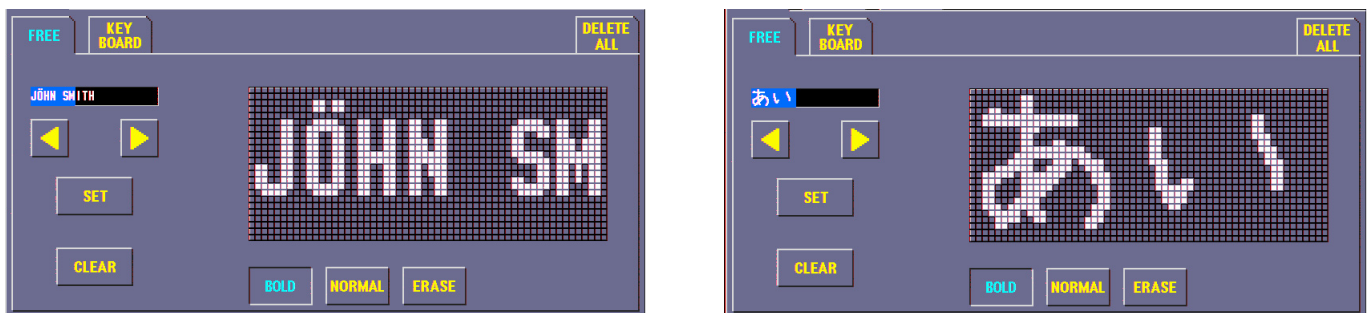 FREE
KEY
BOARD
DELETE
ALL
JÖHN SMITH
JÖHN SM
SET
CLEAR
BOLD
NORMAL
ERASE
FREE
KEY
BOARD
DELETE
ALL
あい
あい
SET
CLEAR
BOLD
NORMAL
ERASE